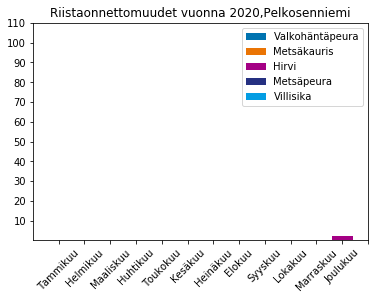 Riistaonnettomuudet vuonna 2020,Pelkosenniemi
110
100
90
80
70
60
50
40
30
20
10
Valkohäntäpeura
Metsäkauris
Hirvi
Metsäpeura
Villisika
Tammikuu
Helmikuu
Maaliskuu
Huhtikuu
Toukokuu
Kesäkuu
Heinäkuu
Elokuu
Syyskuu
Lokakuu
Marraskuu
Joulukuu